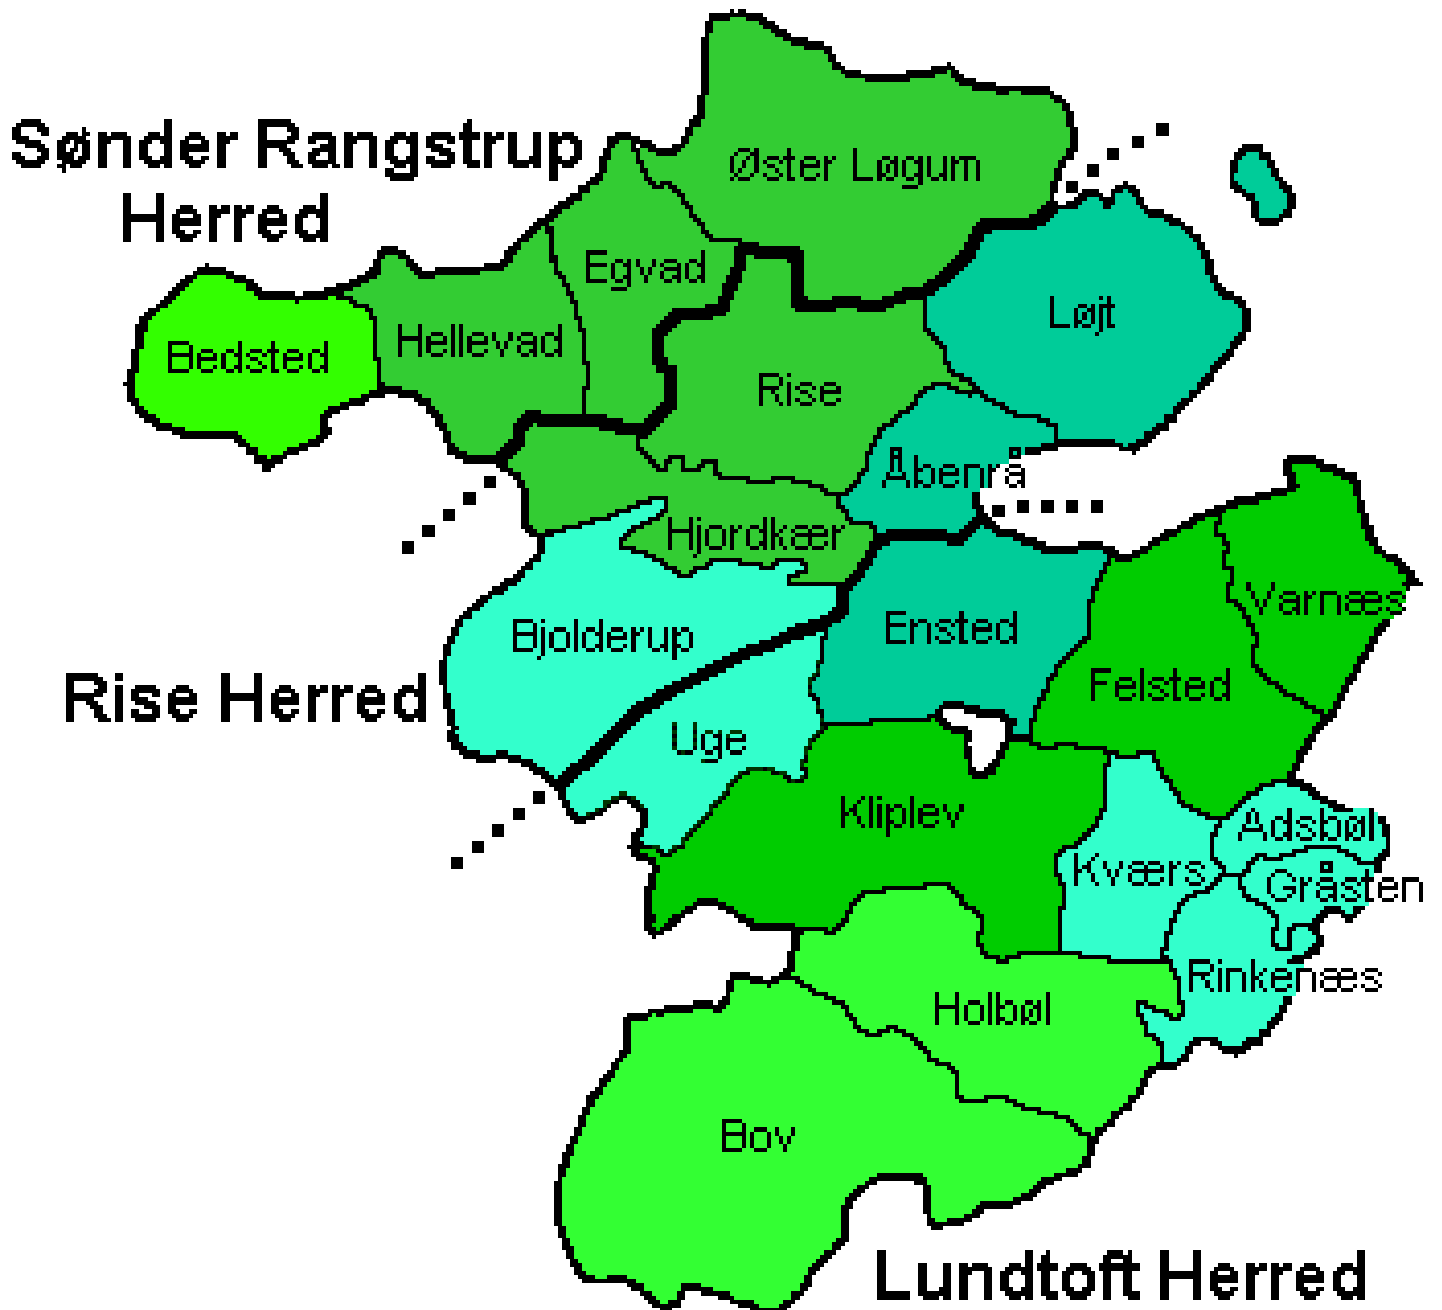 Sønder Rangstrup
Herred
Øster Løgum
Egvad
Løjt
Hellevad
Bedsted
Rise
Åbenrå
Hjordkær
Varnæs
Ensted
Bjolderup
Felsted
Rise Herred
Uge
Kliplev
Adsbøl
Kværs
Gråsten
Rinkenæs
Holbøl
Bov
Lundtoft Herred